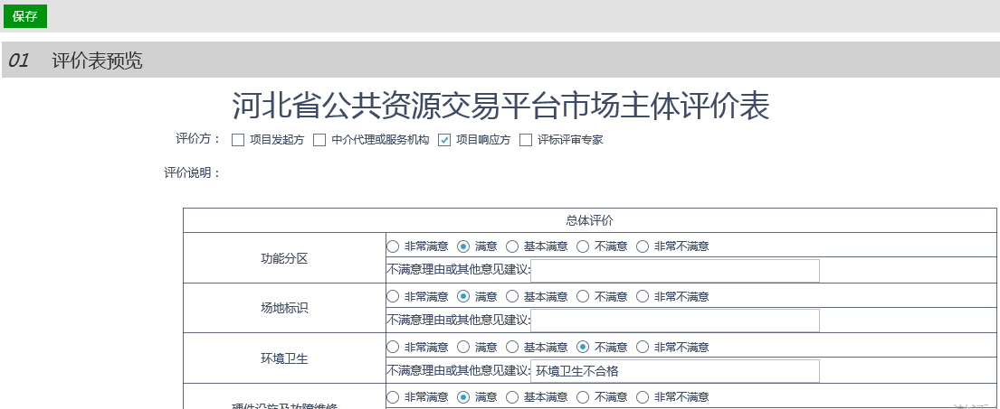 保存
01 评价表预览
河北省公共资源交易平台市场主体评价表
评价方： 项目发起方 中介代理或服务机构 项目响应方 评标评审专家
评价说明：
总体评价
功能分区
非常满意 满意 基本满意 不满意 非常不满意
不满意理由或其他意见建议:
场地标识
非常满意 满意 基本满意 不满意 非常不满意
不满意理由或其他意见建议:
环境卫生
非常满意 满意 基本满意 不满意 非常不满意
不满意理由或其他意见建议: 环境卫生不合格
硬件设施及故障维修
非常满意 满意 基本满意 不满意 非常不满意